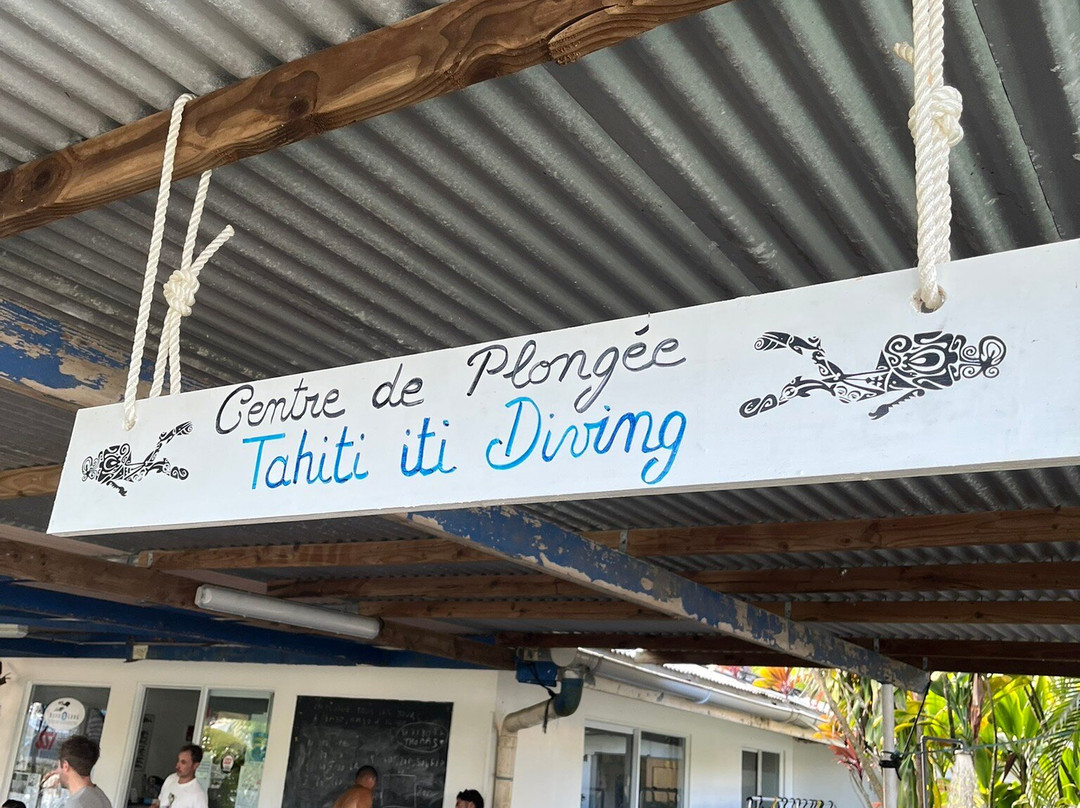 Centre de Plongée
Tahiti iti Diving